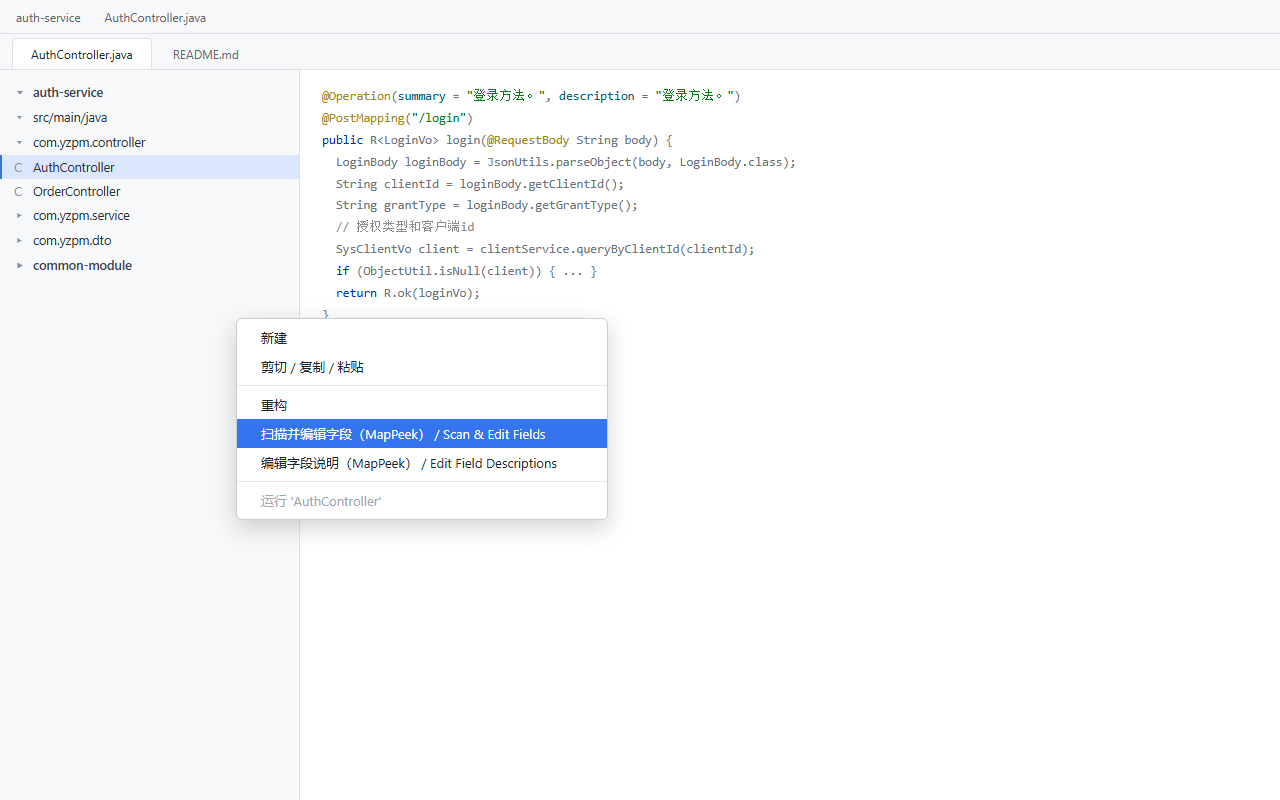 auth-service AuthController.java
AuthController.java README.md
auth-service
src/main/java
com.yzpm.controller
C AuthController
C OrderController
com.yzpm.service
com.yzpm.dto
common-module
@Operation(summary = "登录方法。", description = "登录方法。")
@PostMapping("/login")
public R<LoginVo> login(@RequestBody String body) {
LoginBody loginBody = JsonUtils.parseObject(body, LoginBody.class);
String clientId = loginBody.getClientId();
String grantType = loginBody.getGrantType();
// 授权类型和客户端id
SysClientVo client = clientService.queryByClientId(clientId);
if (ObjectUtil.isNull(client)) { ... }
return R.ok(loginVo);
}
新建
剪切 / 复制 / 粘贴
重构
扫描并编辑字段（MapPeek） / Scan & Edit Fields
编辑字段说明（MapPeek） / Edit Field Descriptions
运行 'AuthController'